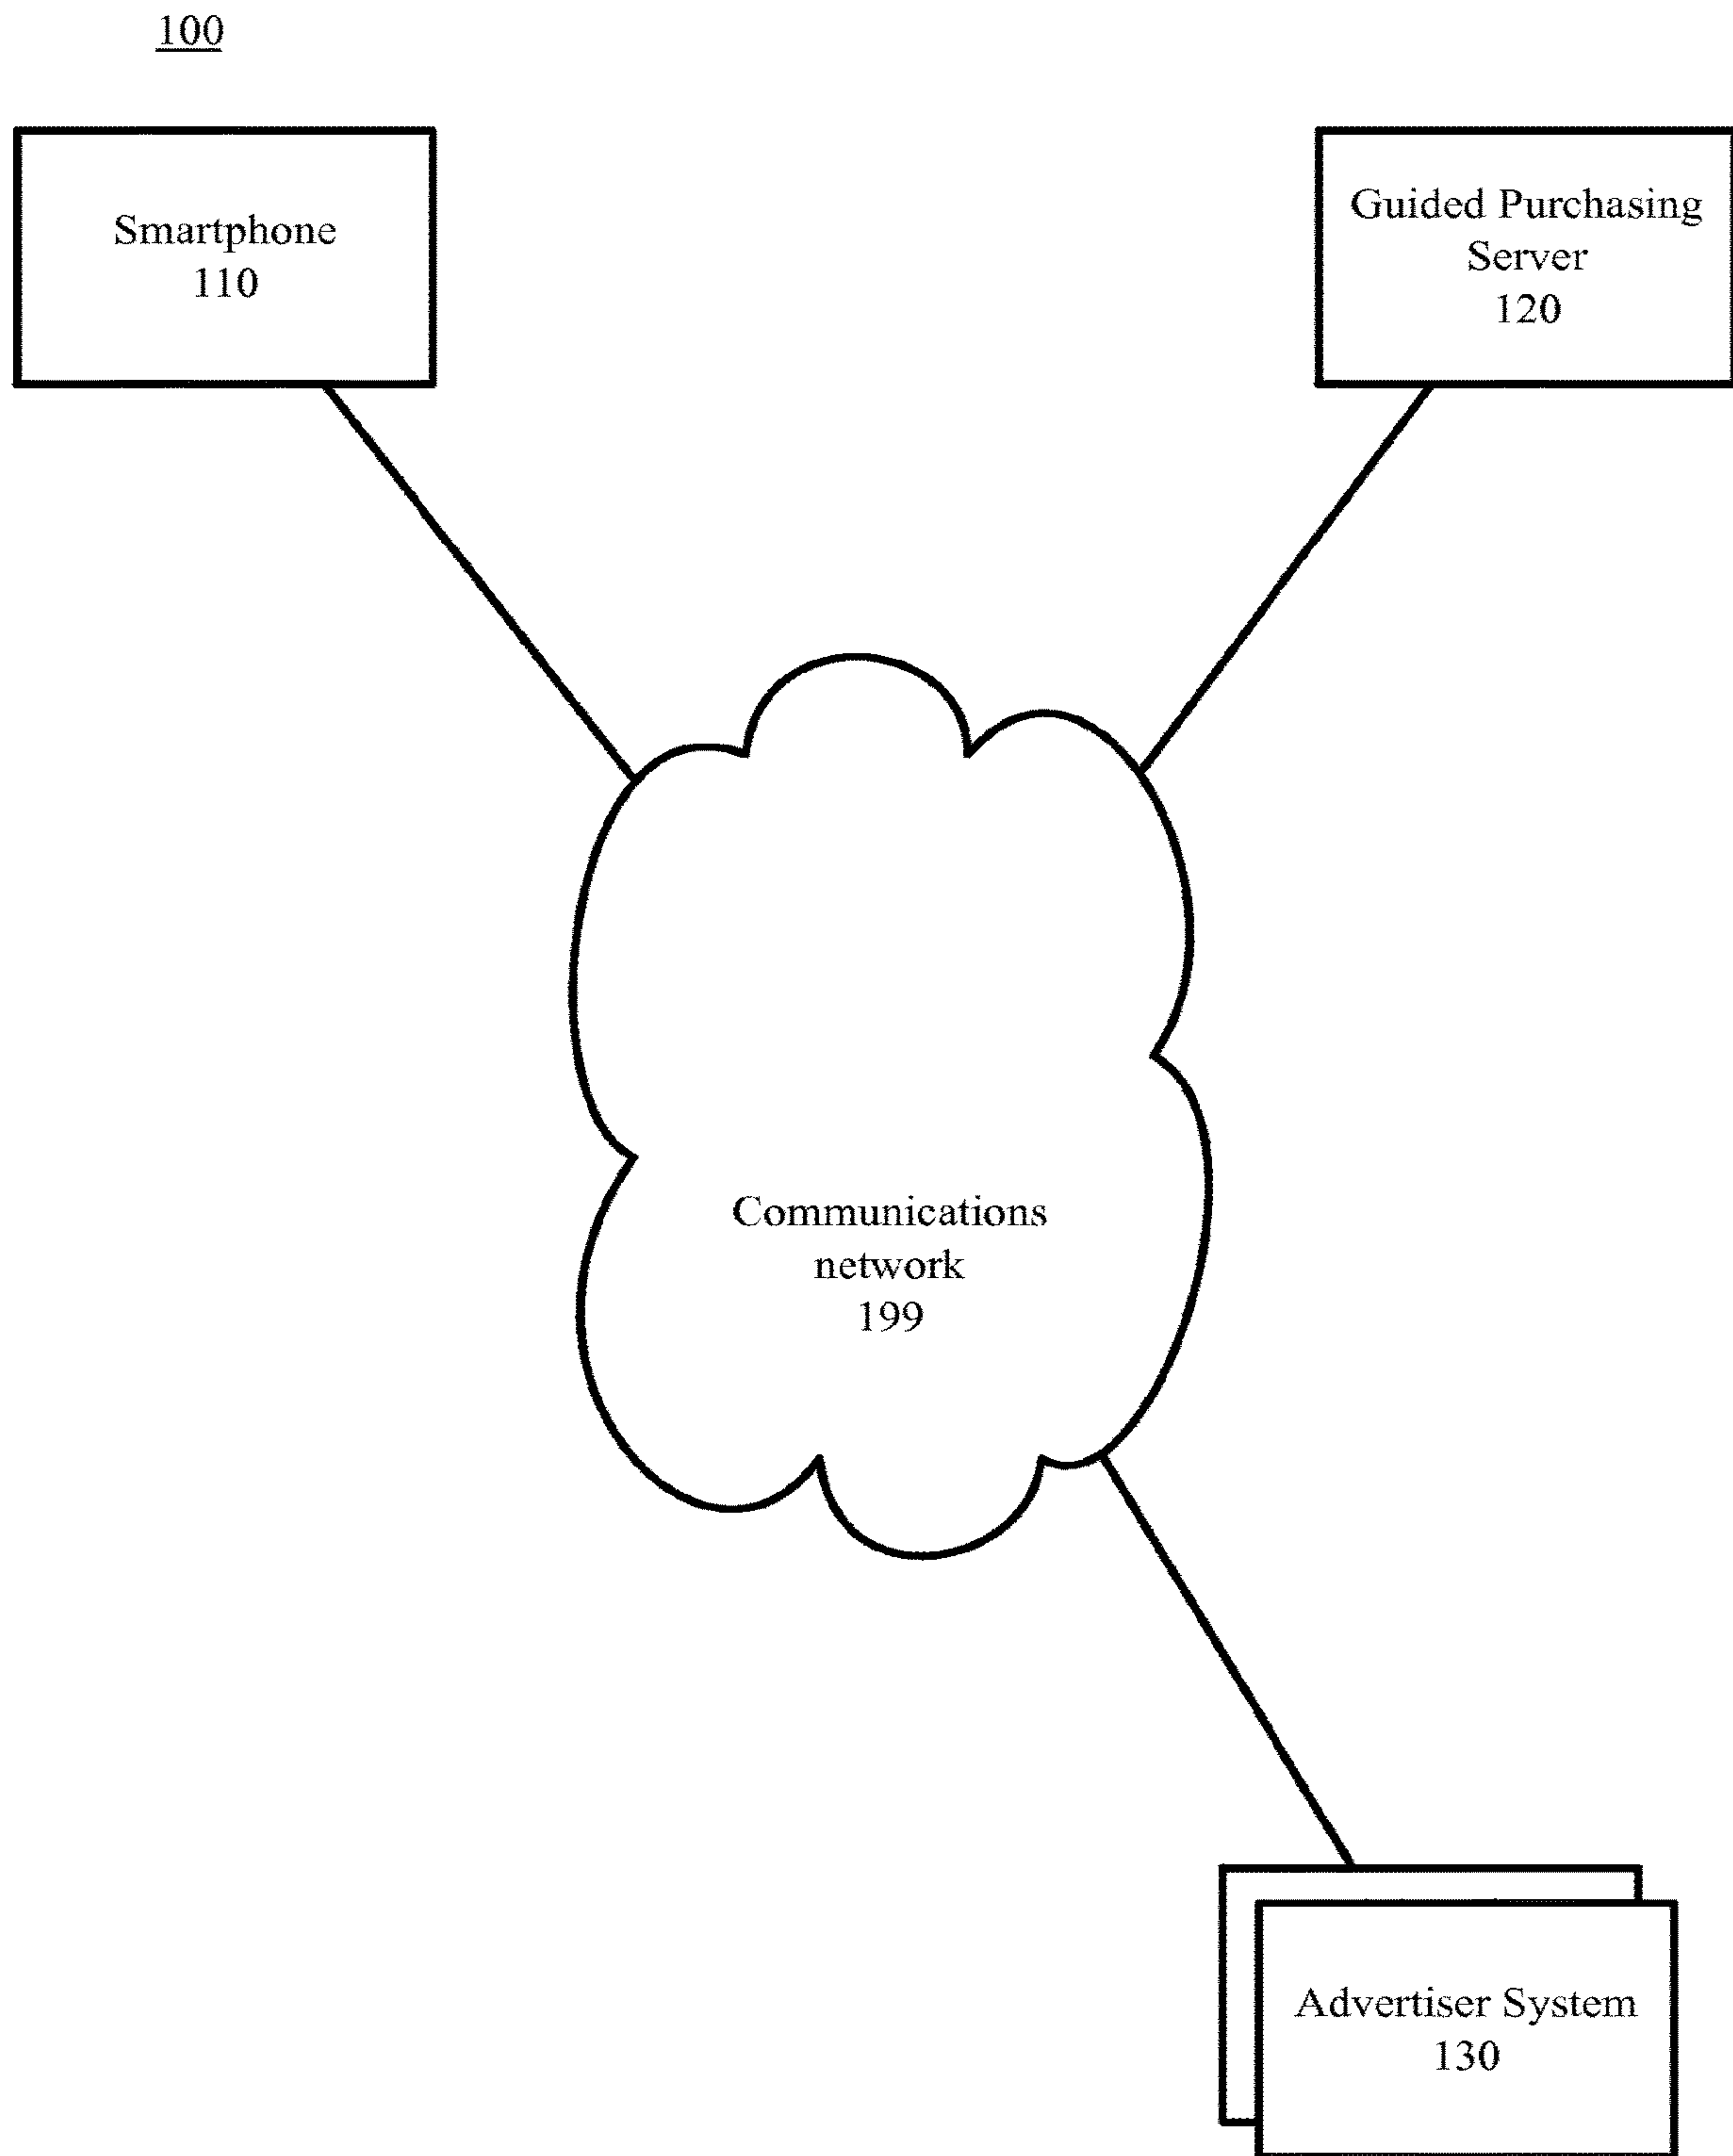 100
Smartphone
110
Guided Purchasing
Server
120
Communications
network
199
Advertiser System
130